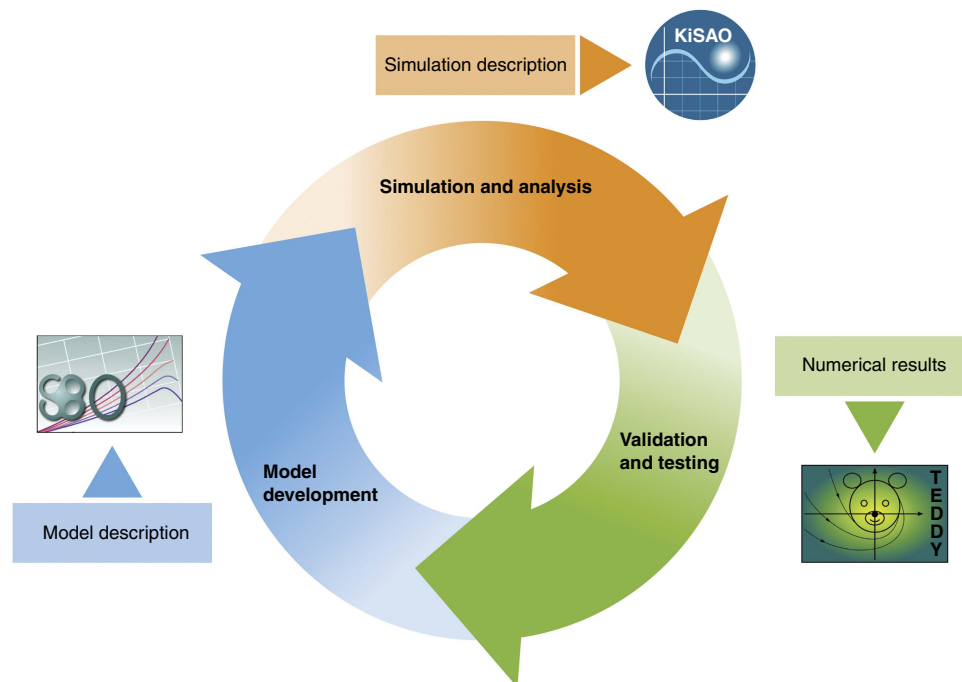 KiSAO
Simulation description
Simulation and analysis
Numerical results
SBO
Validation
and testing
Model
development
TEDDY
Model description